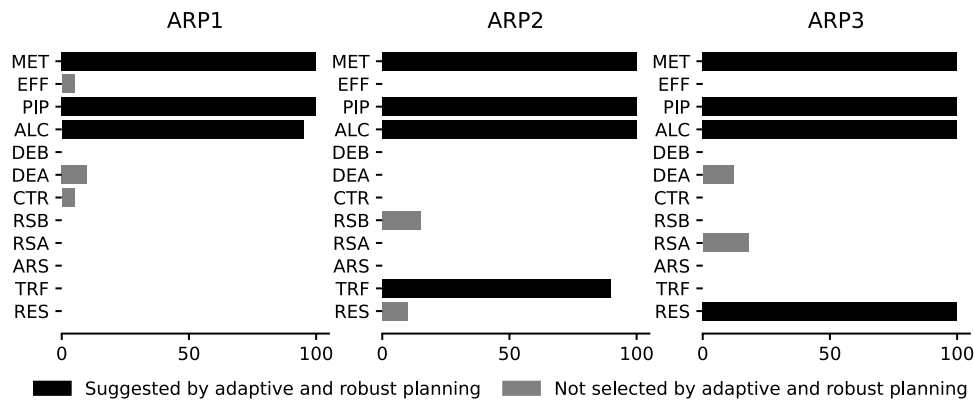 ARP1
MET
EFF
PIP
ALC
DEB
DEA
CTR
RSB
RSA
ARS
TRF
RES
0 50 100
ARP2
MET
EFF
PIP
ALC
DEB
DEA
CTR
RSB
RSA
ARS
TRF
RES
0 50 100
ARP3
MET
EFF
PIP
ALC
DEB
DEA
CTR
RSB
RSA
ARS
TRF
RES
0 50 100
Suggested by adaptive and robust planning
Not selected by adaptive and robust planning